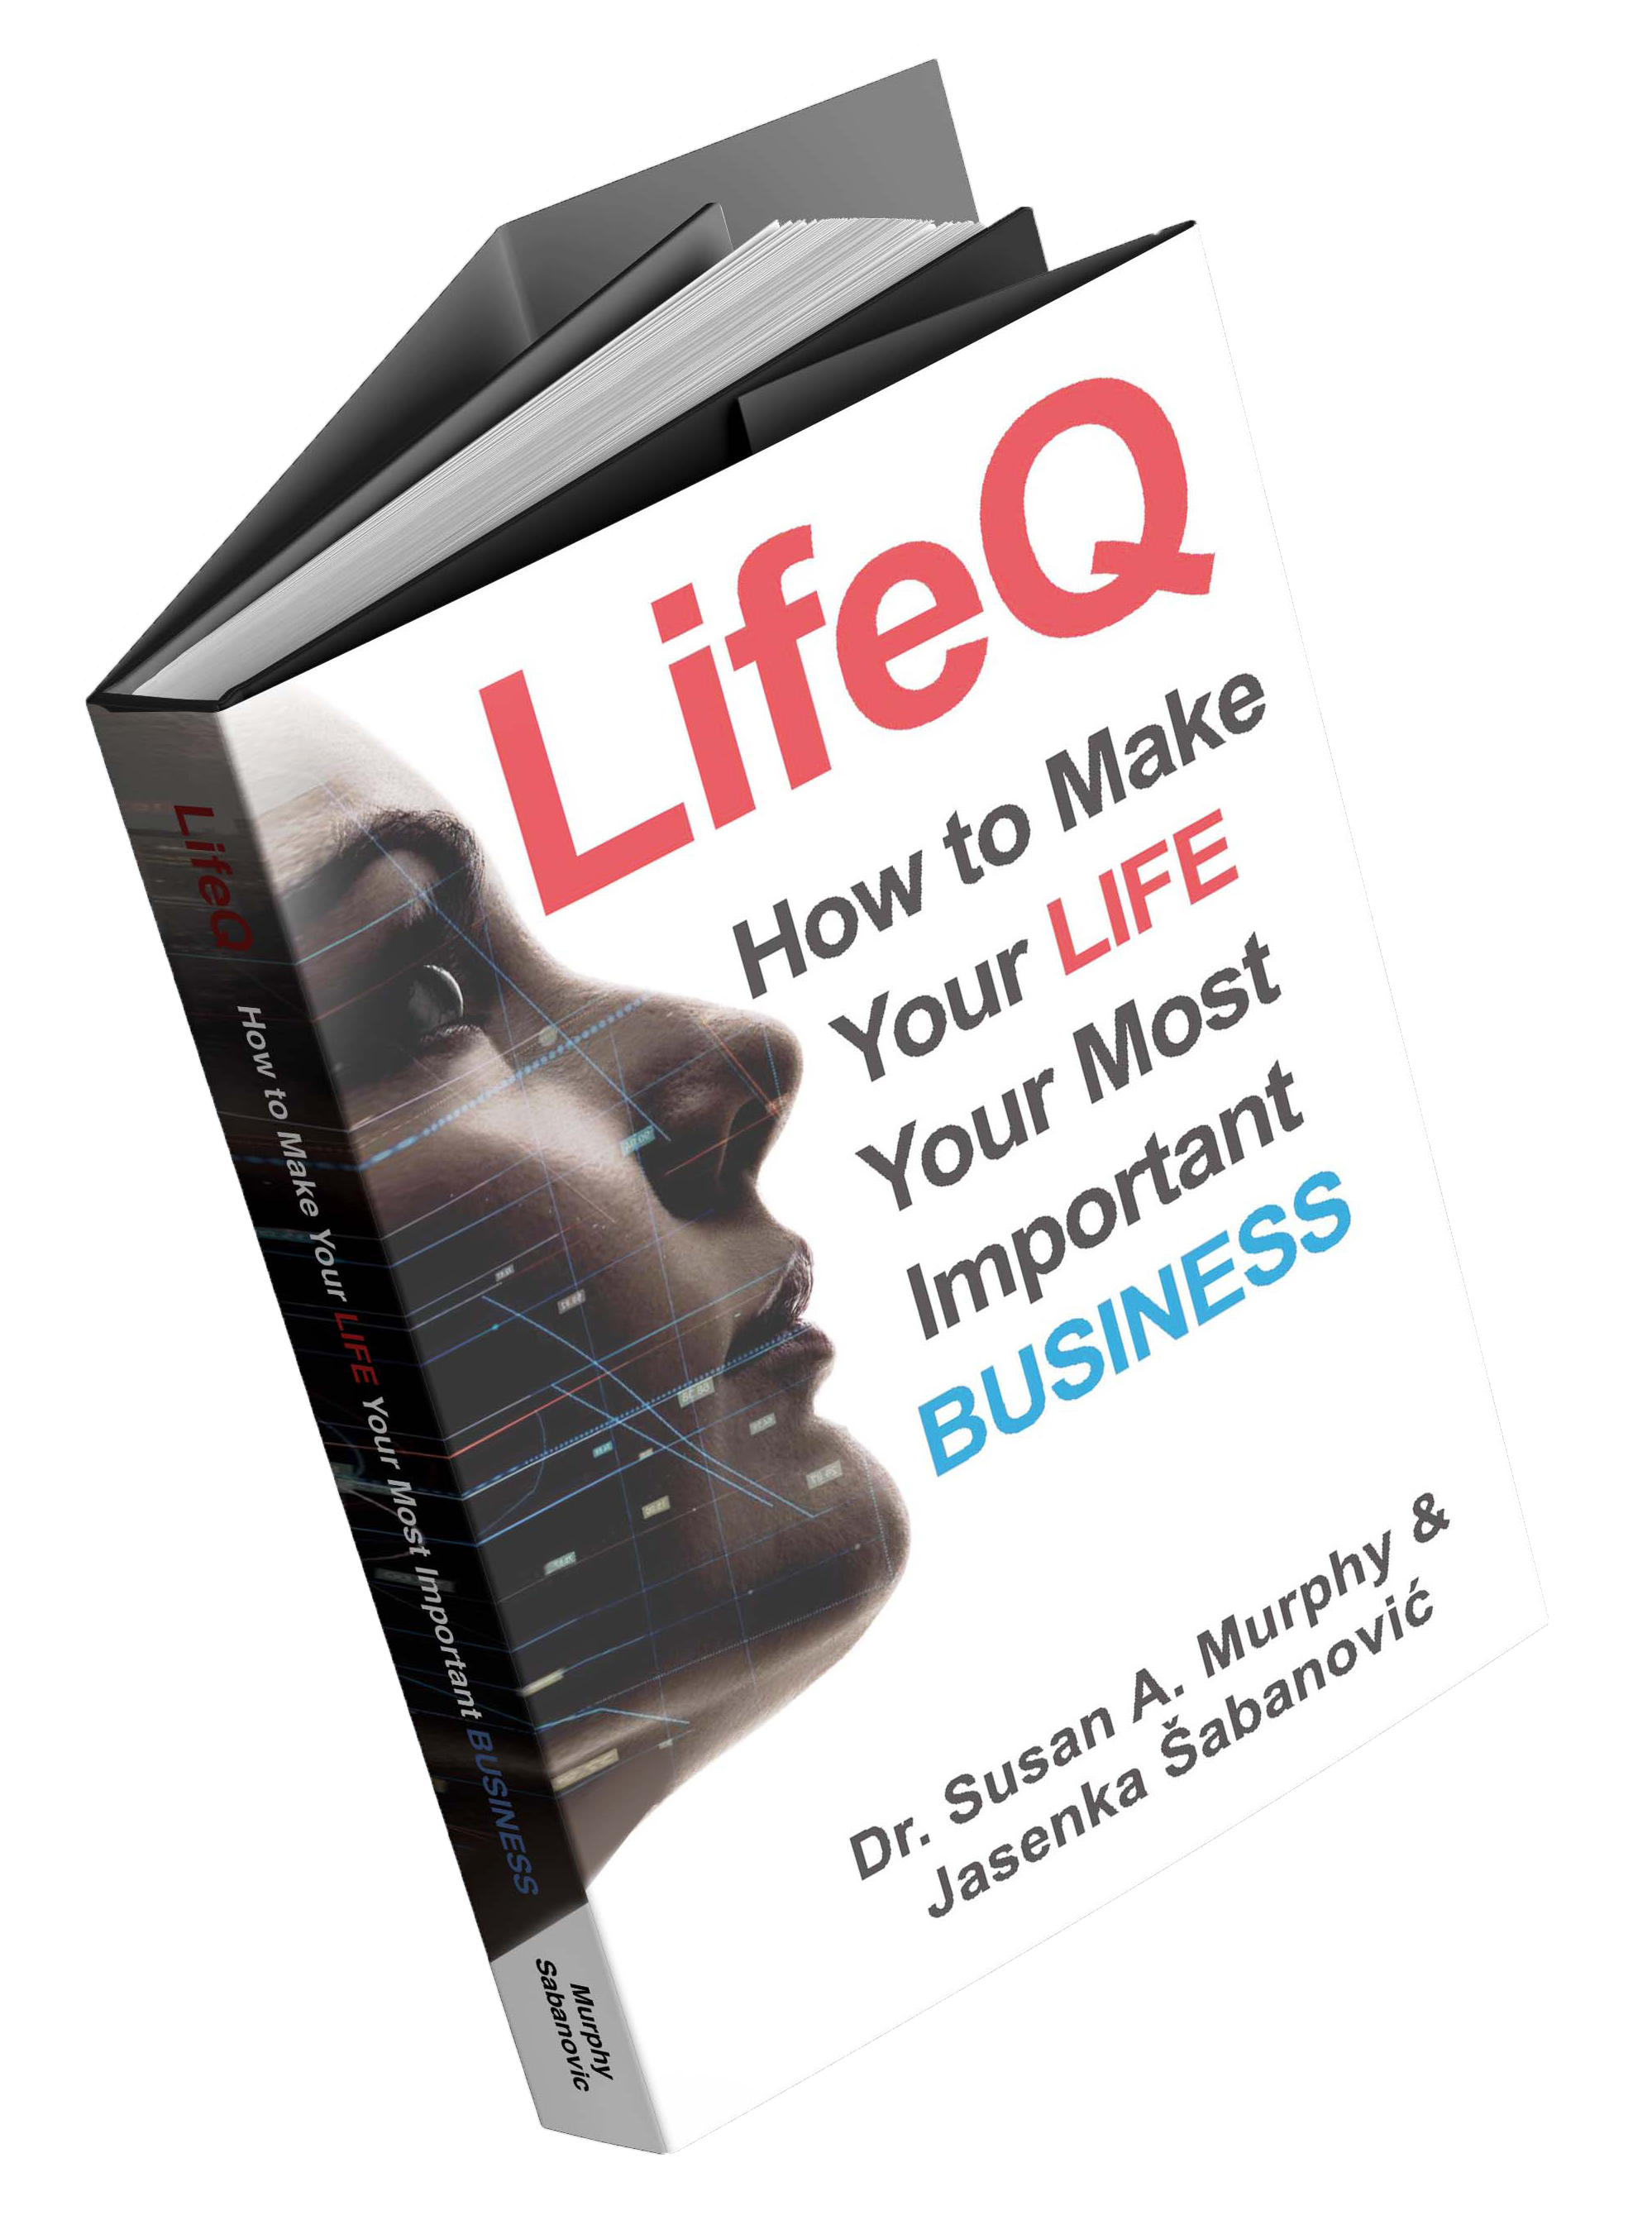 LifeQ
How to Make
Your LIFE
Your Most
Important
BUSINESS
Dr. Susan A. Murphy &
Jasenka Šabanović
LifeQ How to Make Your LIFE Your Most Important BUSINESS
Murphy
Sabanovic